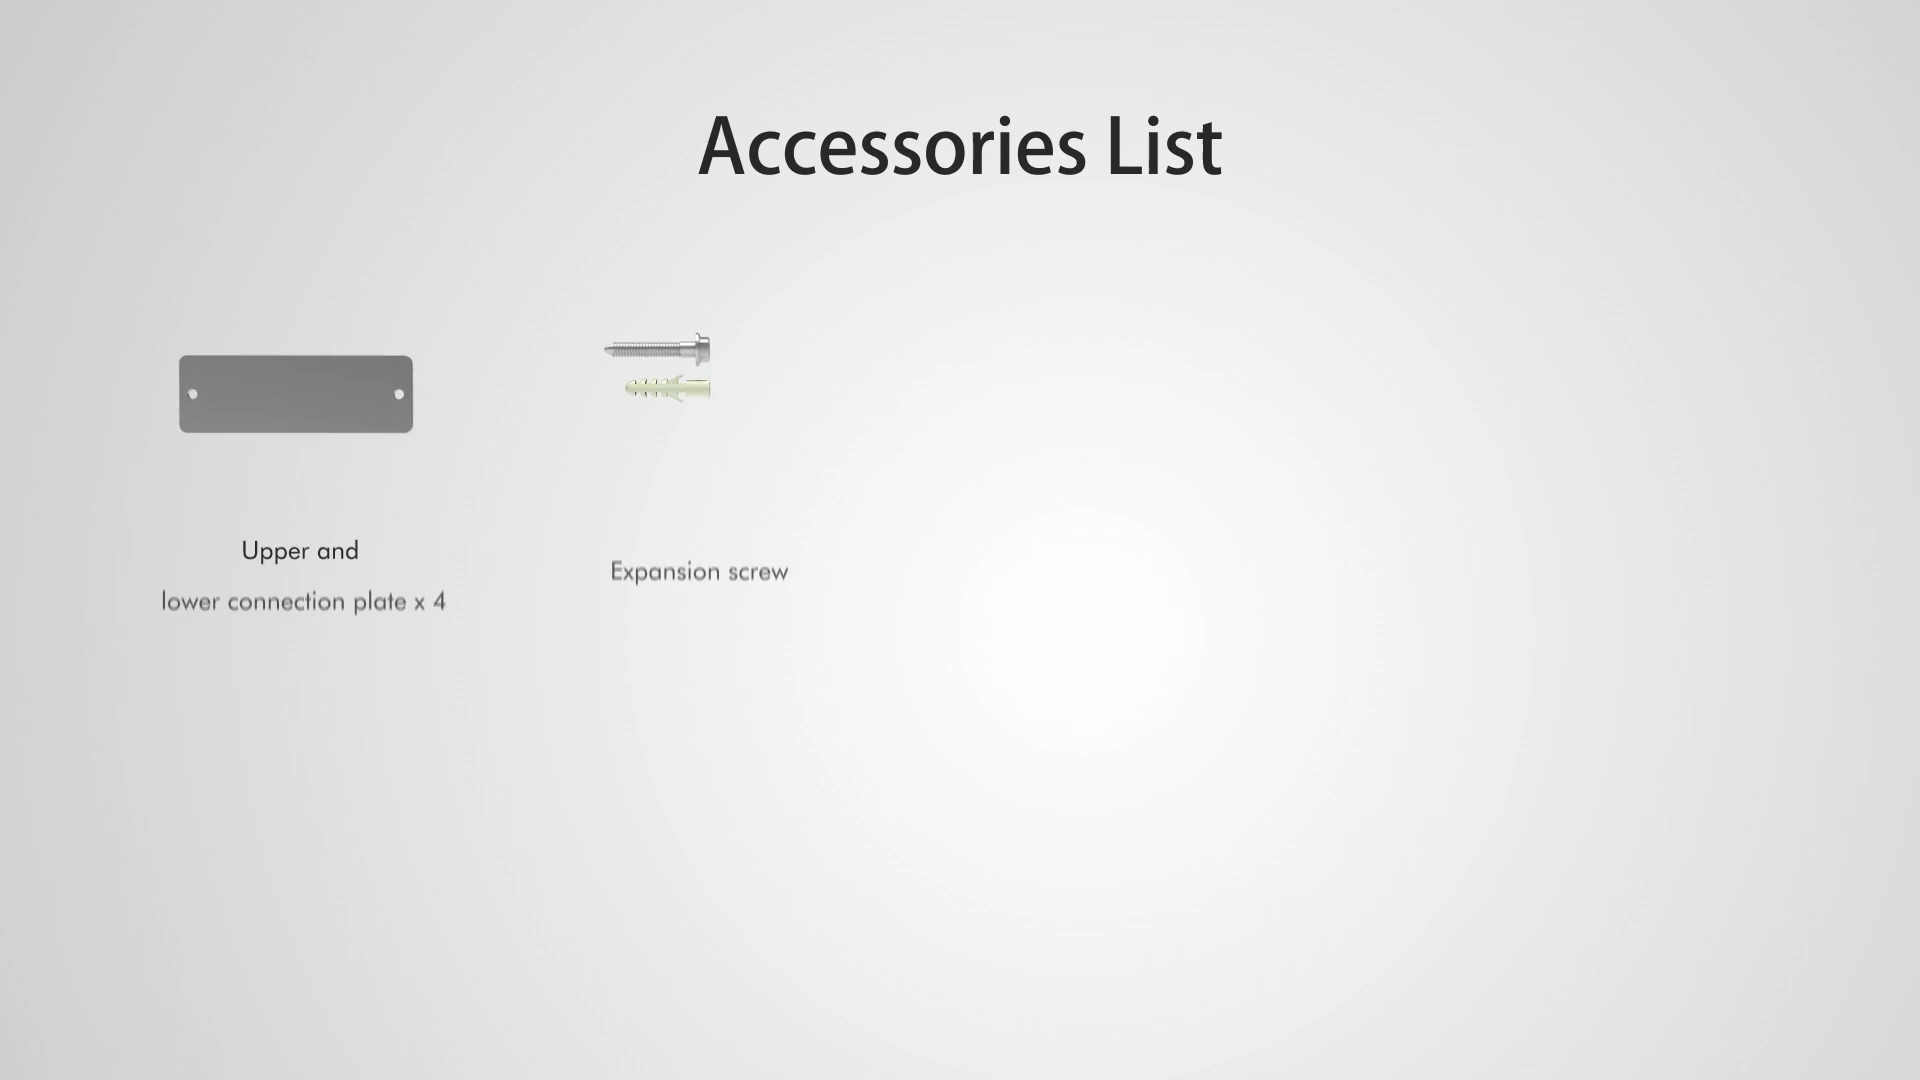 Accessories List
Upper and
lower connection plate x 4
Expansion screw